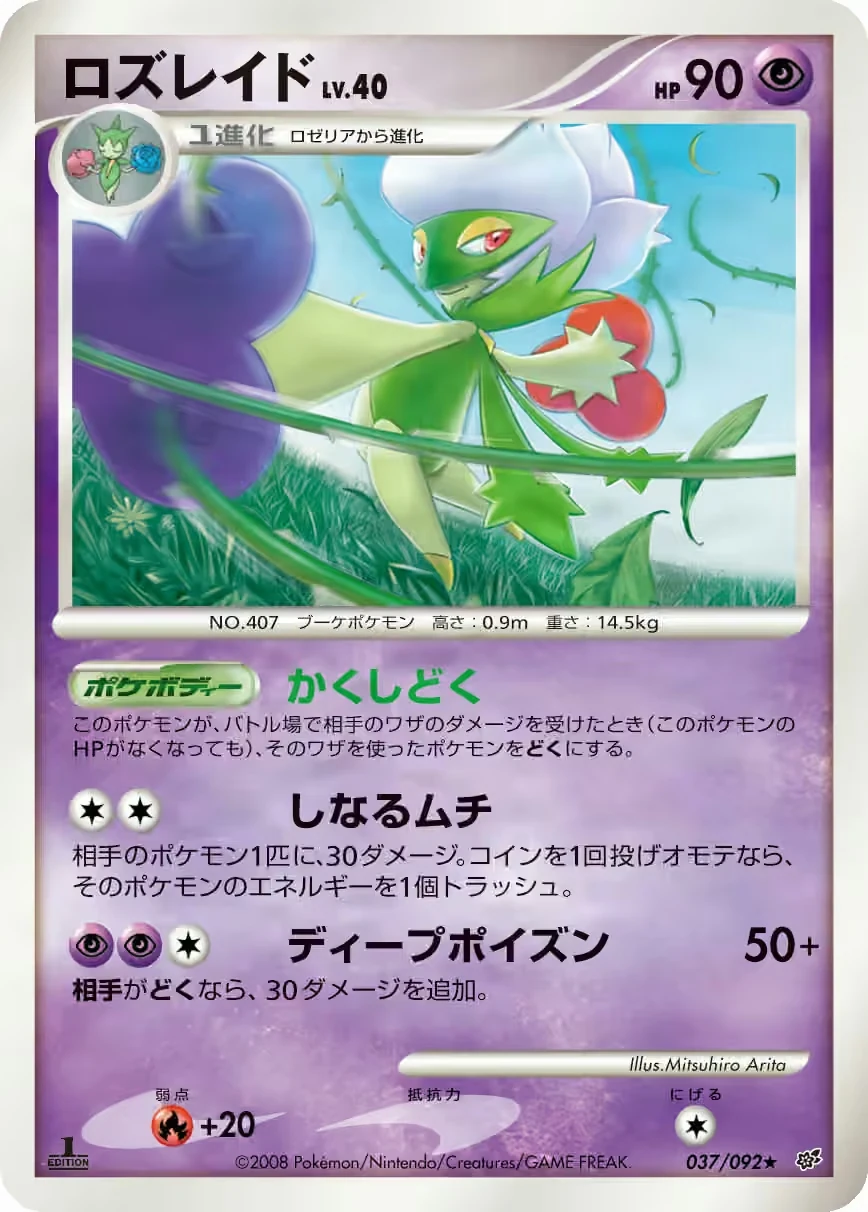 ロズレイド LV.40 HP 90
1進化 ロゼリアから進化
NO.407 ブーケポケモン 高さ:0.9m 重さ:14.5kg
ポケボディー かくしどく
このポケモンが、バトル場で相手のワザのダメージを受けたとき(このポケモンの
HPがなくなっても)、そのワザを使ったポケモンをどくにする。
しなるムチ
相手のポケモン1匹に、30ダメージ。コインを1回投げオモテなら、
そのポケモンのエネルギーを1個トラッシュ。
ディープポイズン 50+
相手がどくなら、30ダメージを追加。
Illus.Mitsuhiro Arita
弱点 抵抗力 にげる
+20
1 EDITION ©2008 Pokémon/Nintendo/Creatures/GAME FREAK. 037/092★